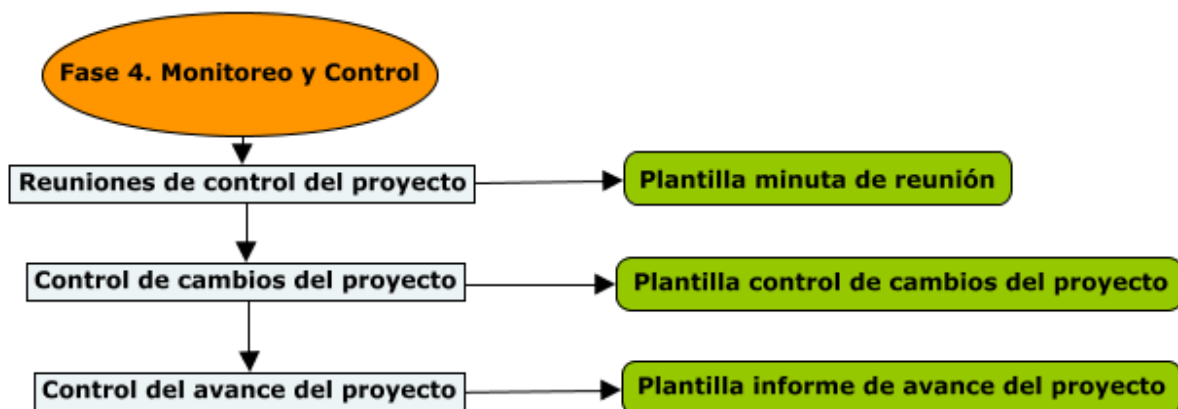 Fase 4. Monitoreo y Control
Reuniones de control del proyecto
Plantilla minuta de reunión
Control de cambios del proyecto
Plantilla control de cambios del proyecto
Control del avance del proyecto
Plantilla informe de avance del proyecto